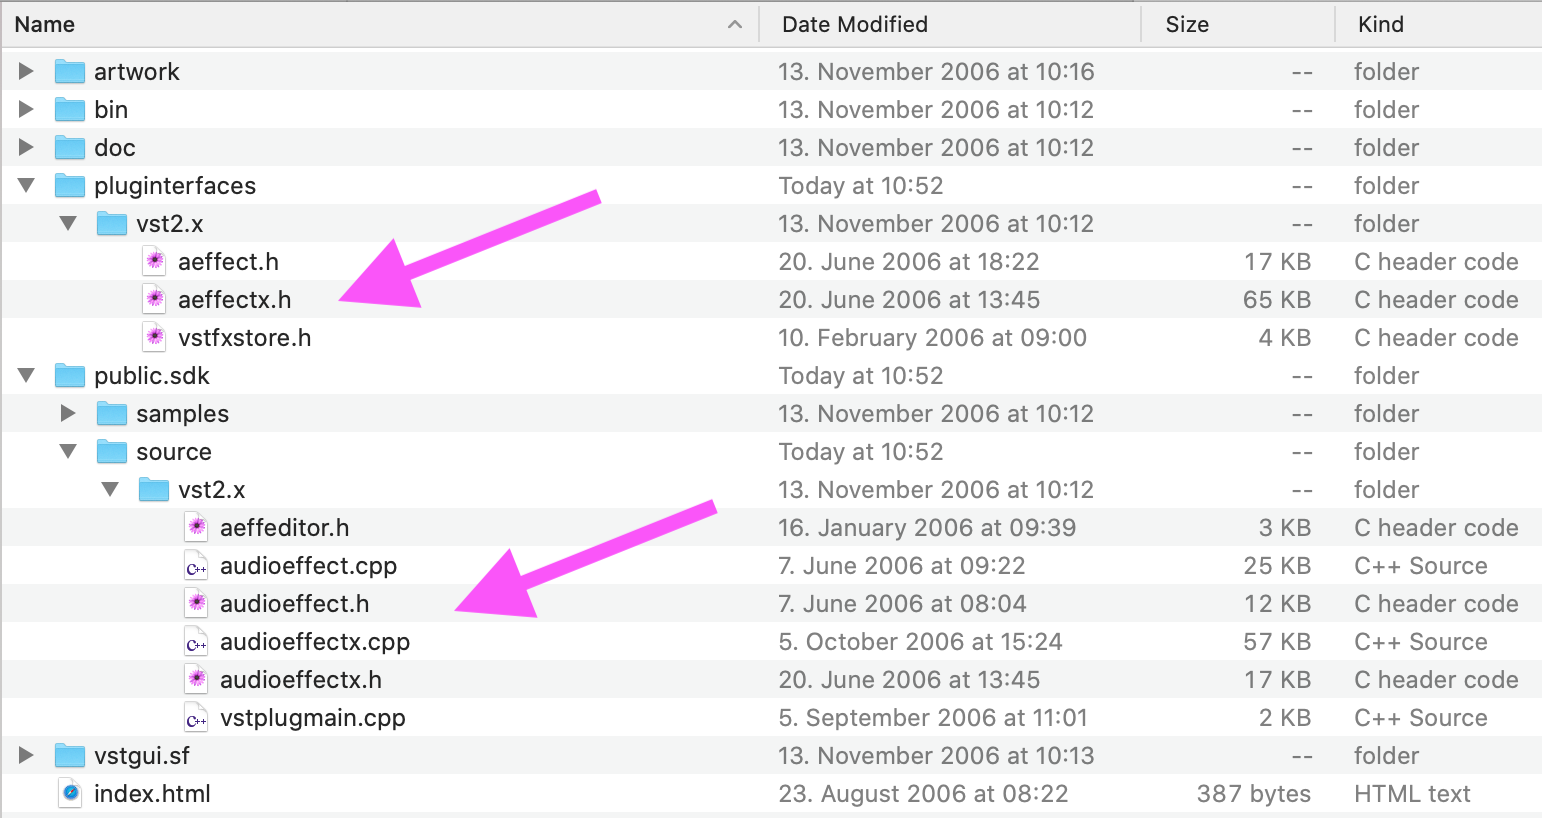 Name Date Modified Size Kind
artwork 13. November 2006 at 10:16 -- folder
bin 13. November 2006 at 10:12 -- folder
doc 13. November 2006 at 10:12 -- folder
pluginterfaces Today at 10:52 -- folder
vst2.x 13. November 2006 at 10:12 -- folder
aeffect.h 20. June 2006 at 18:22 17 KB C header code
aeffectx.h 20. June 2006 at 13:45 65 KB C header code
vstfxstore.h 10. February 2006 at 09:00 4 KB C header code
public.sdk Today at 10:52 -- folder
samples 13. November 2006 at 10:12 -- folder
source Today at 10:52 -- folder
vst2.x 13. November 2006 at 10:12 -- folder
aeffeditor.h 16. January 2006 at 09:39 3 KB C header code
C++ audioeffect.cpp 7. June 2006 at 09:22 25 KB C++ Source
audioeffect.h 7. June 2006 at 08:04 12 KB C header code
C++ audioeffectx.cpp 5. October 2006 at 15:24 57 KB C++ Source
audioeffectx.h 20. June 2006 at 13:45 17 KB C header code
C++ vstplugmain.cpp 5. September 2006 at 11:01 2 KB C++ Source
vstgui.sf 13. November 2006 at 10:13 -- folder
index.html 23. August 2006 at 08:22 387 bytes HTML text